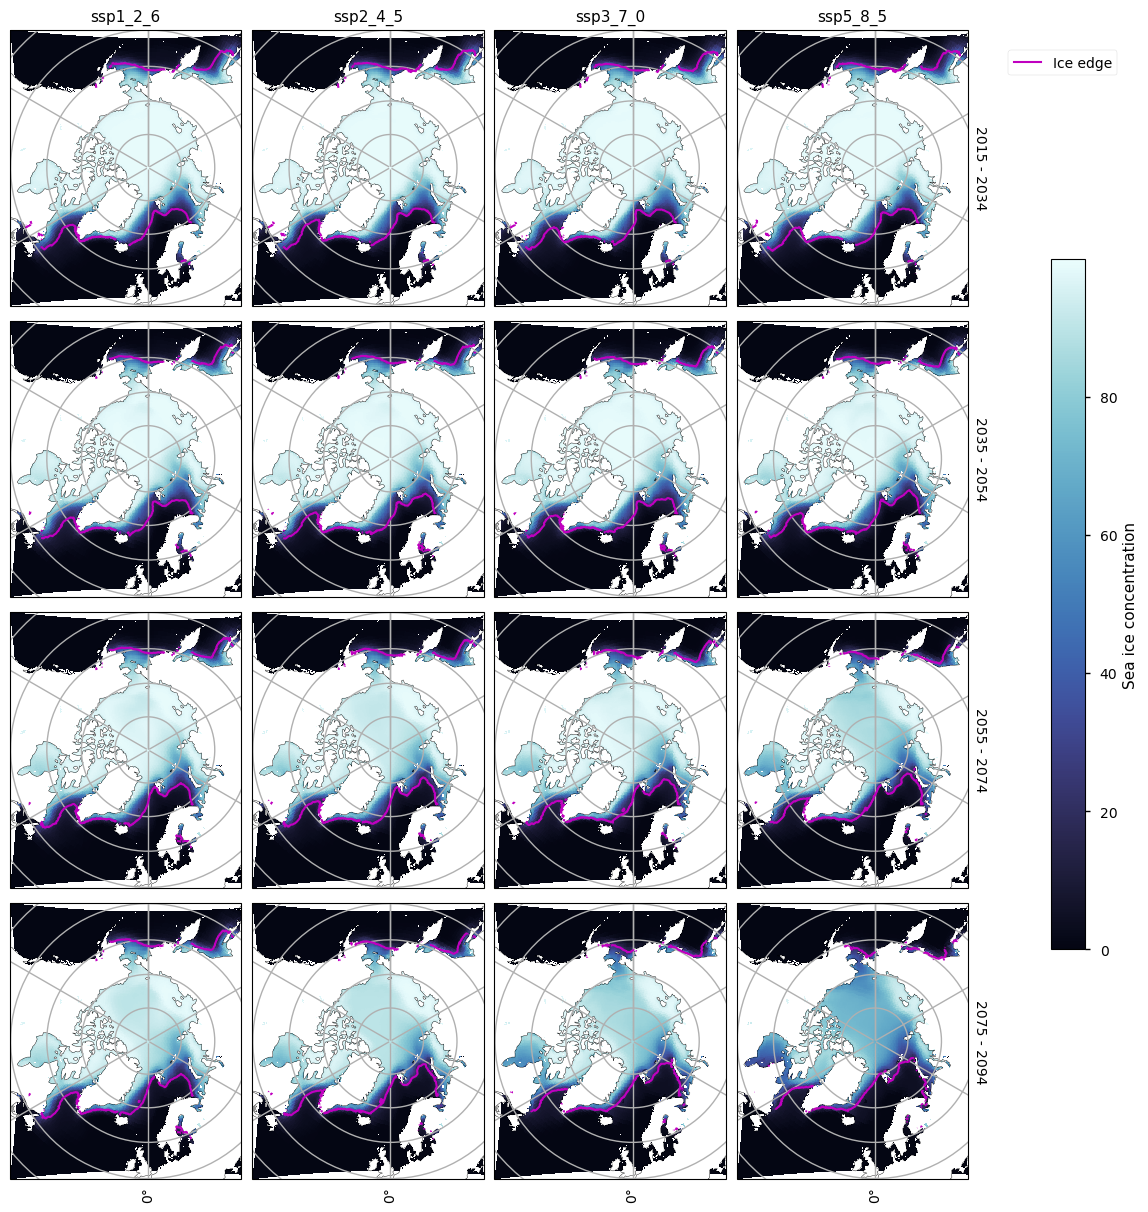 ssp1_2_6
ssp2_4_5
ssp3_7_0
ssp5_8_5
Ice edge
2015 - 2034
2035 - 2054
2055 - 2074
2075 - 2094
80
60
40
20
0
Sea ice concentration
0°
0°
0°
0°